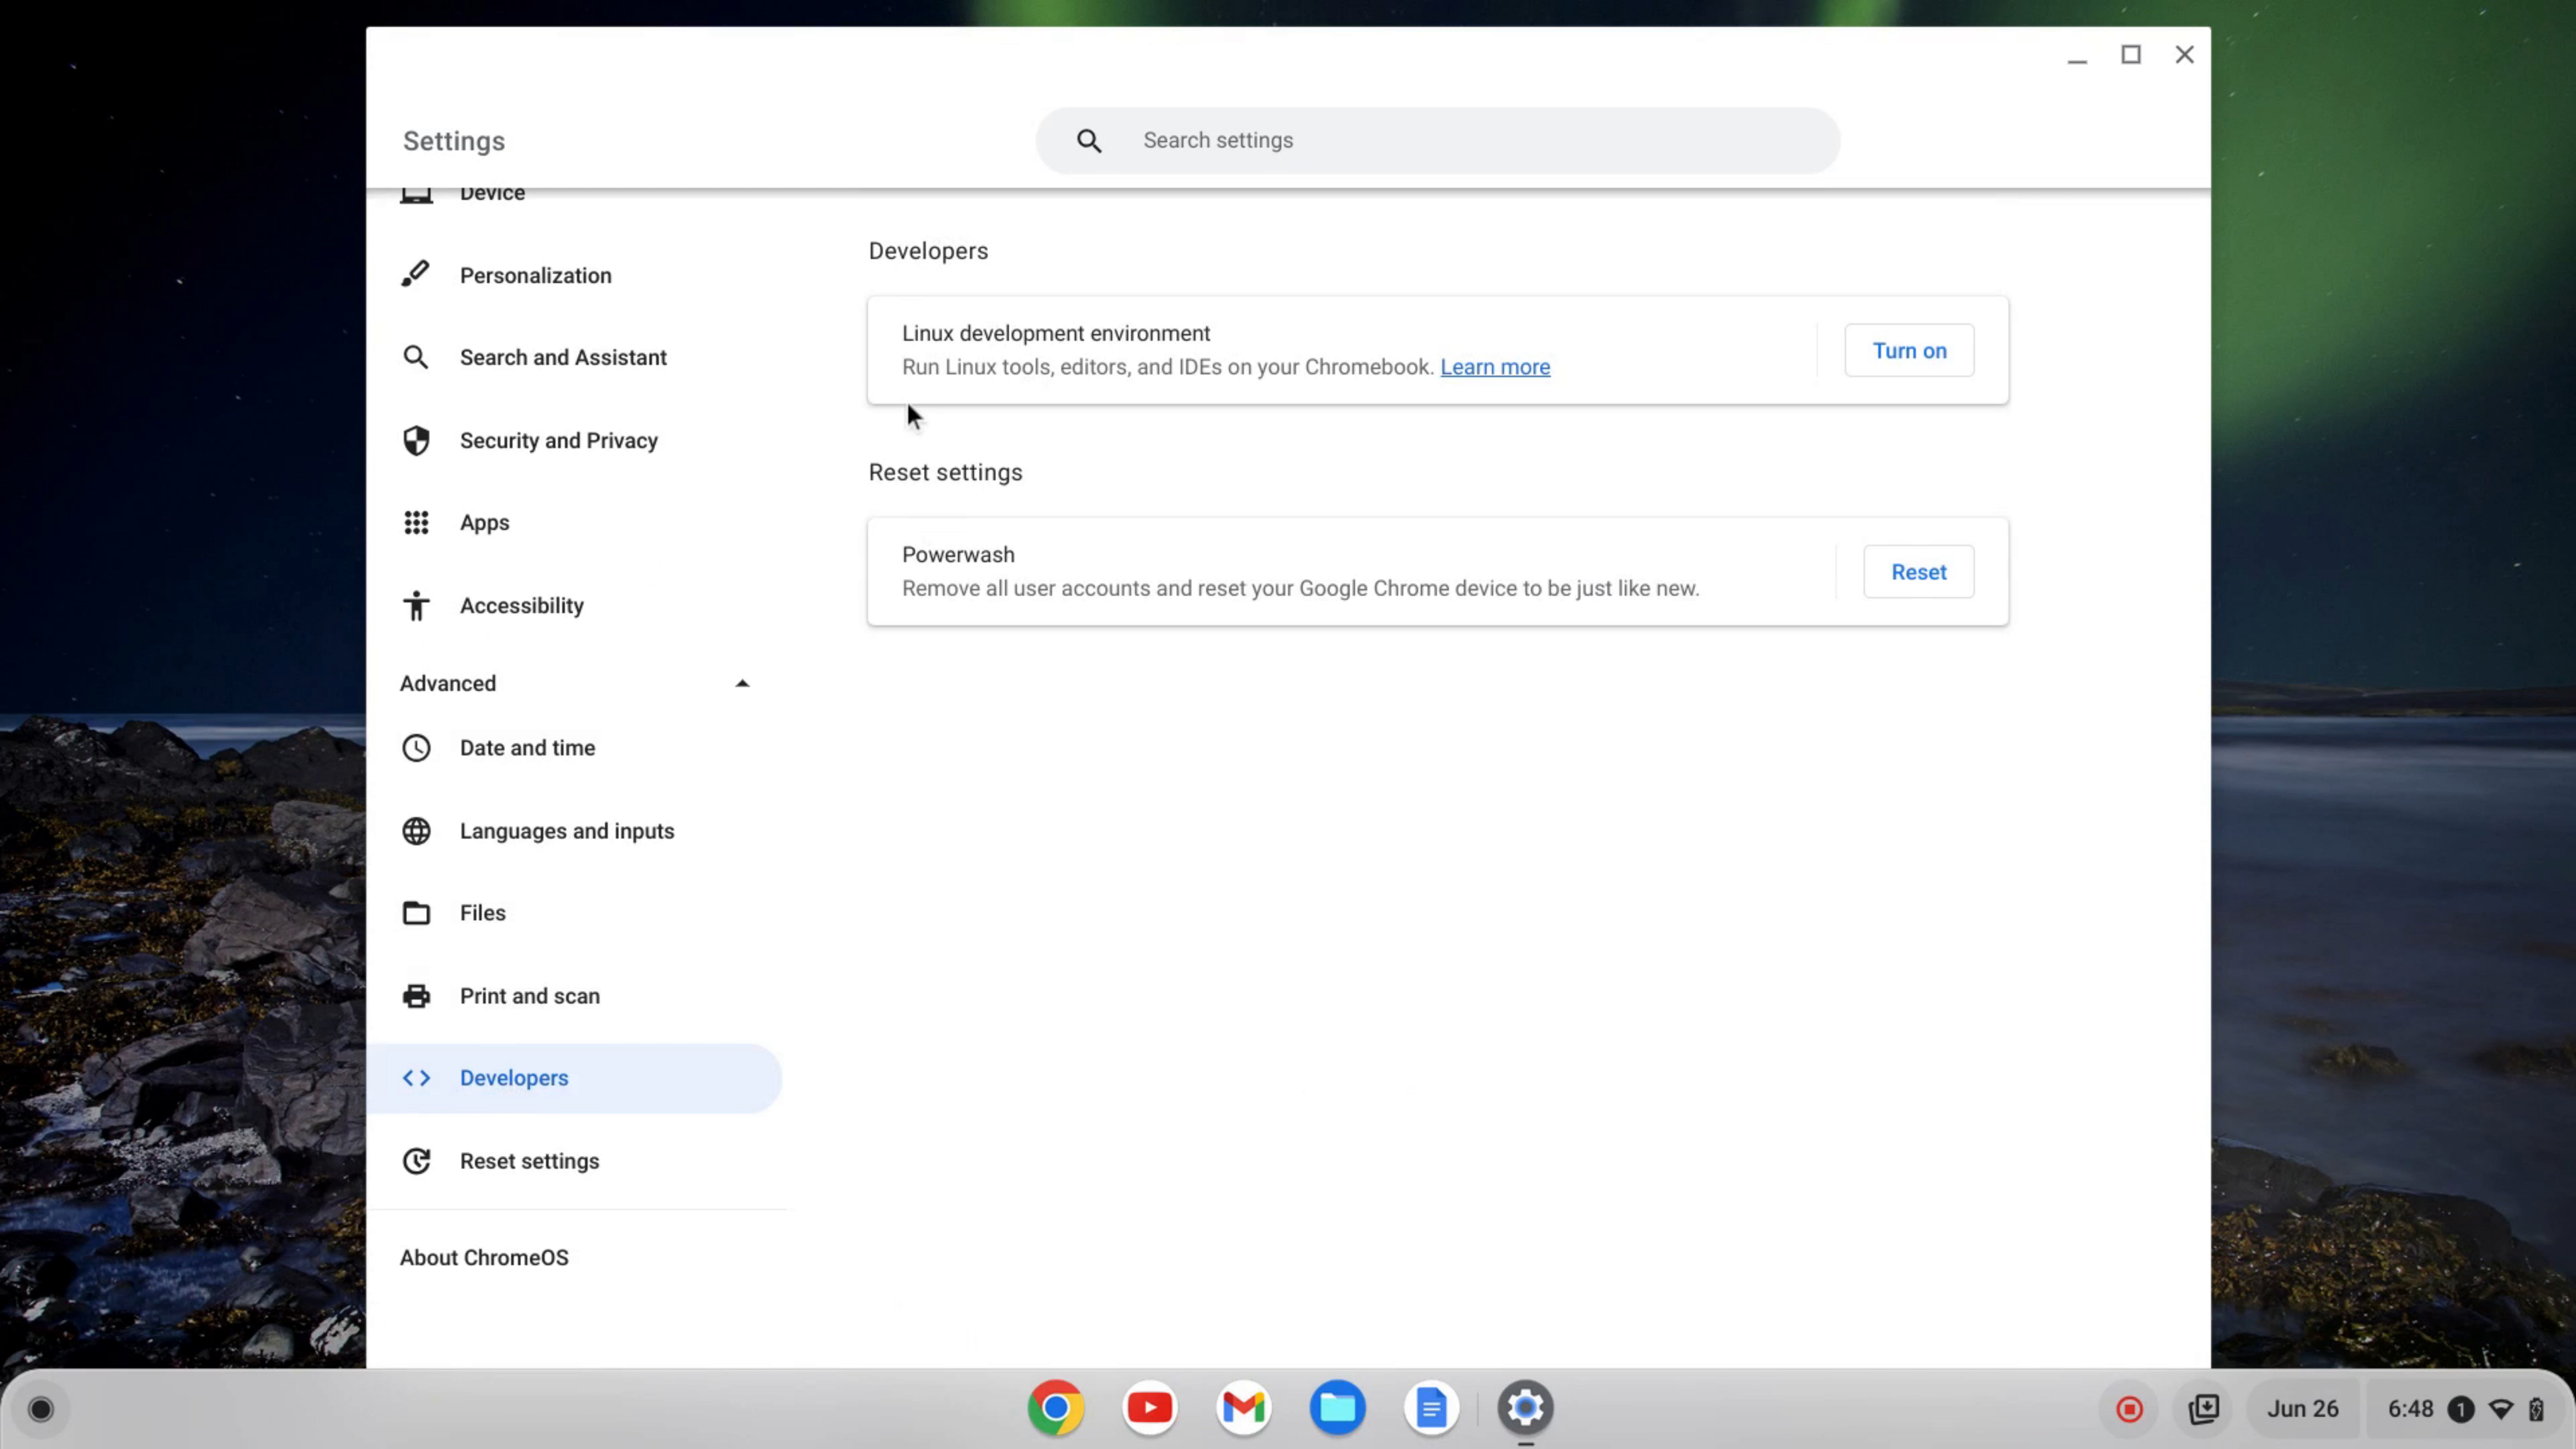 Settings
Search settings
Device
Personalization
Search and Assistant
Security and Privacy
Apps
Accessibility
Advanced
Date and time
Languages and inputs
Files
Print and scan
Developers
Reset settings
About ChromeOS
Developers
Linux development environment
Run Linux tools, editors, and IDEs on your Chromebook. Learn more
Turn on
Reset settings
Powerwash
Remove all user accounts and reset your Google Chrome device to be just like new.
Reset
Jun 26
6:48 1